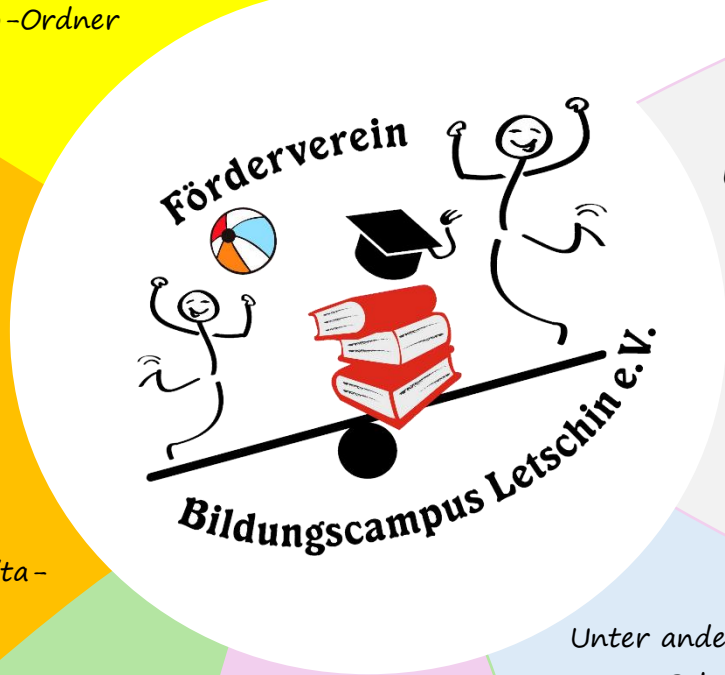 -Ordner
Förderverein
Bildungscampus Letschin e.V.
ta-
Unter ande